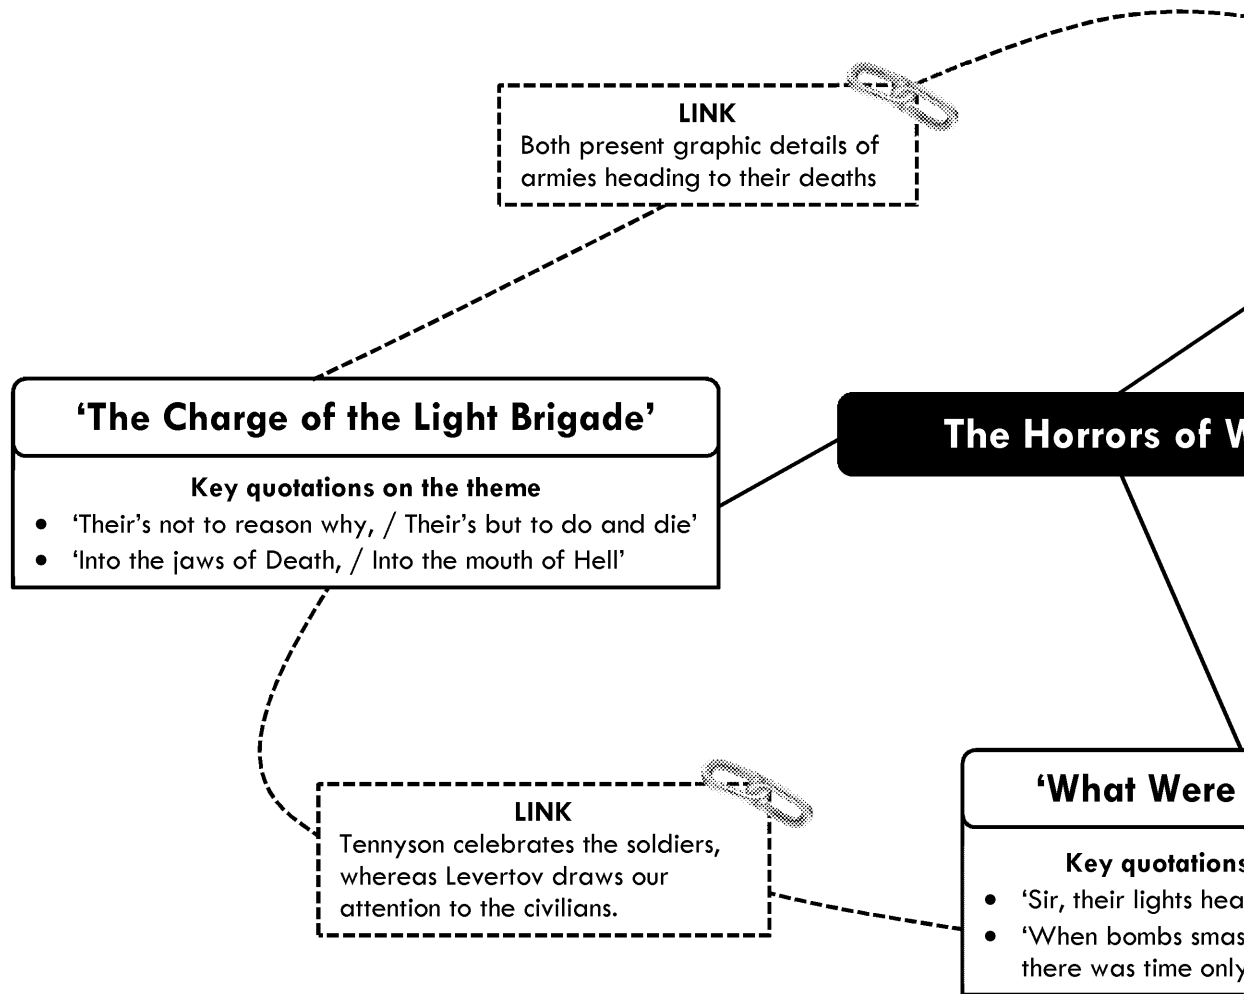 LINK
Both present graphic details of
armies heading to their deaths
‘The Charge of the Light Brigade’
The Horrors of
Key quotations on the theme
• ‘Their’s not to reason why, / Their’s but to do and die’
• ‘Into the jaws of Death, / Into the mouth of Hell’
LINK
Tennyson celebrates the soldiers,
whereas Levertov draws our
attention to the civilians.
‘What Were
Key quotations
• ‘Sir, their lights hea
• ‘When bombs smas
there was time only